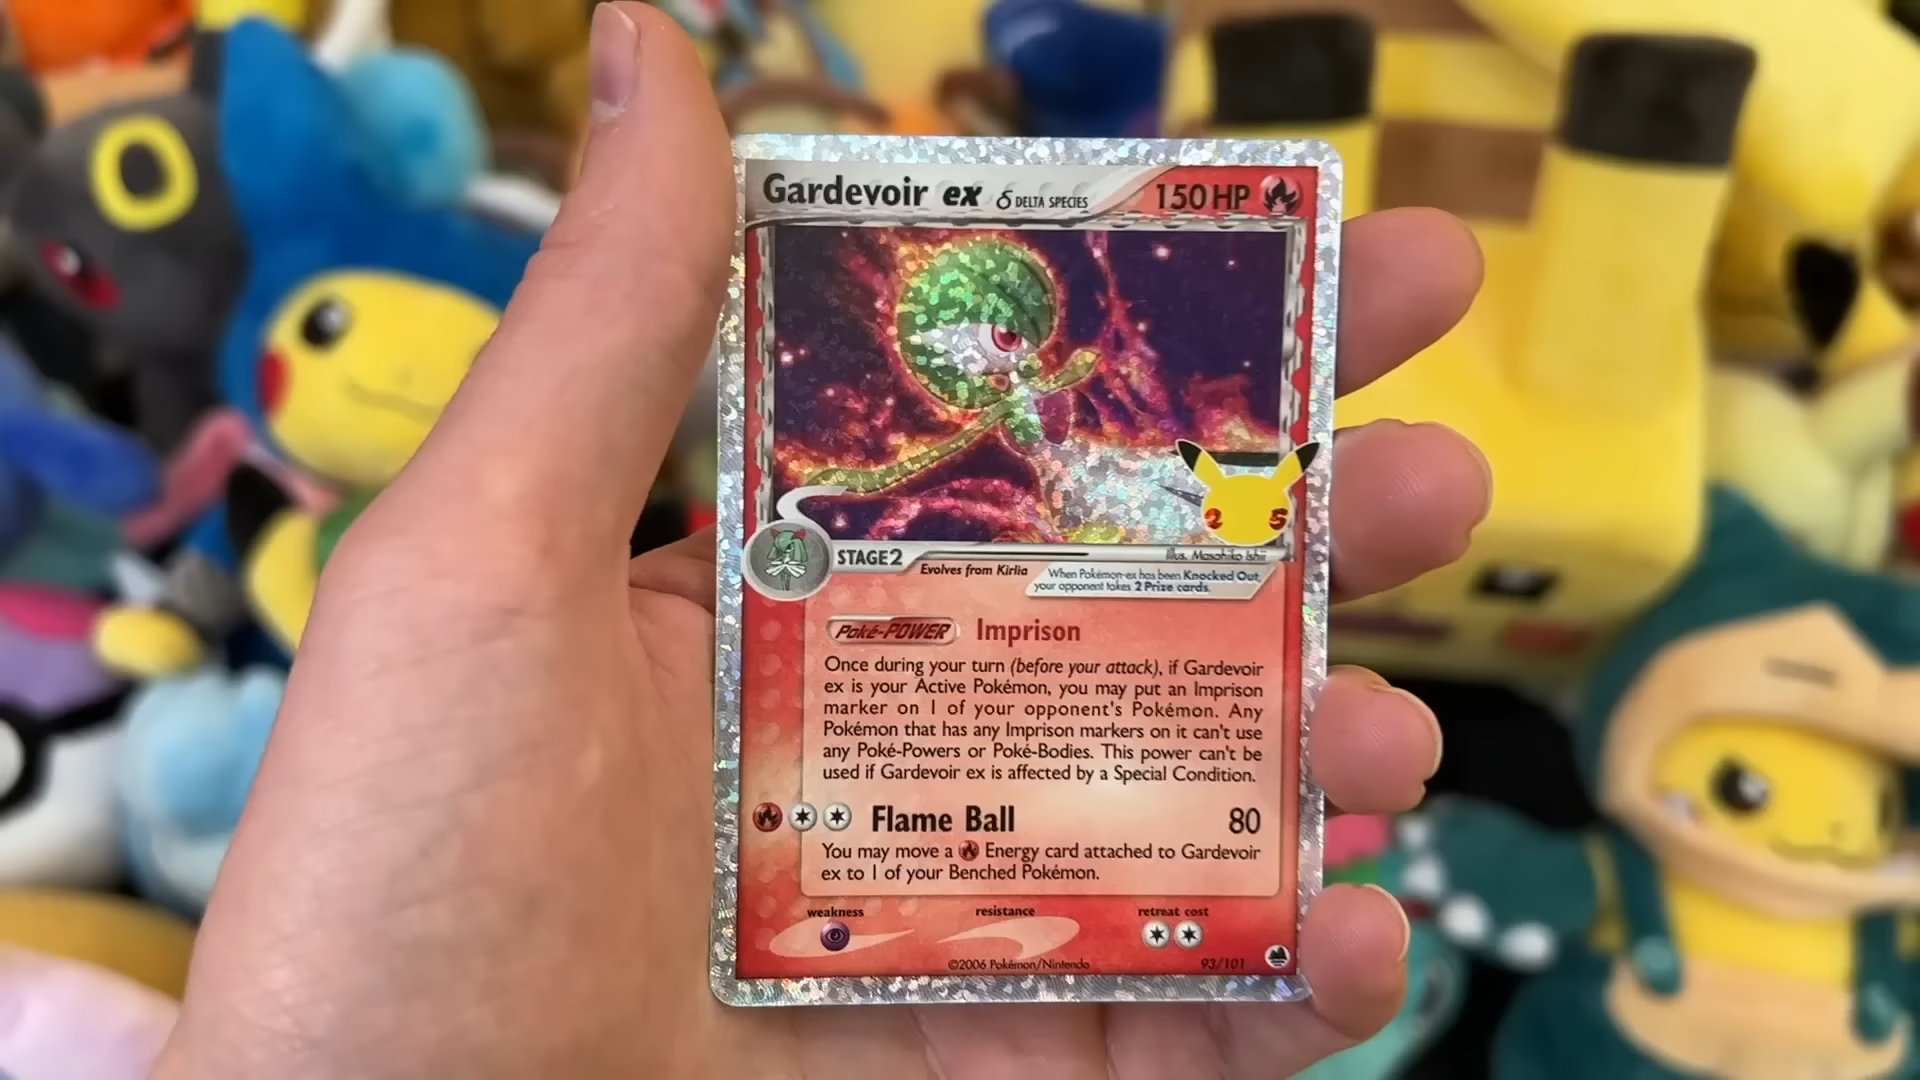 Gardevoir ex δ DELTA SPECIES 150 HP
2 5
STAGE 2
Illus. Masahiko Ishii
Evolves from Kirlia
When Pokémon-ex has been Knocked Out,
your opponent takes 2 Prize cards.
Poké-POWER Imprison
Once during your turn (before your attack), if Gardevoir
ex is your Active Pokémon, you may put an Imprison
marker on 1 of your opponent's Pokémon. Any
Pokémon that has any Imprison markers on it can't use
any Poké-Powers or Poké-Bodies. This power can't be
used if Gardevoir ex is affected by a Special Condition.
Flame Ball 80
You may move a Energy card attached to Gardevoir
ex to 1 of your Benched Pokémon.
weakness resistance retreat cost
©2006 Pokémon/Nintendo 93/101